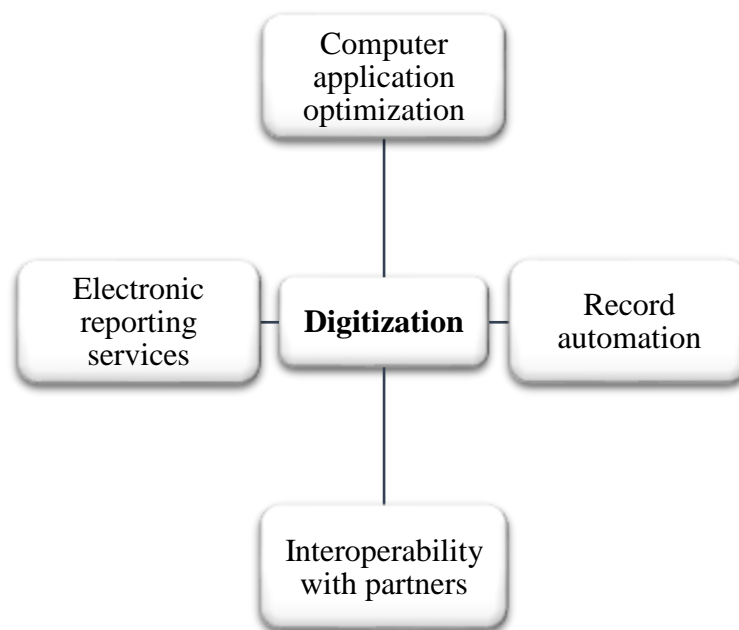 Computer
application
optimization
Electronic
reporting
services
Digitization
Record
automation
Interoperability
with partners